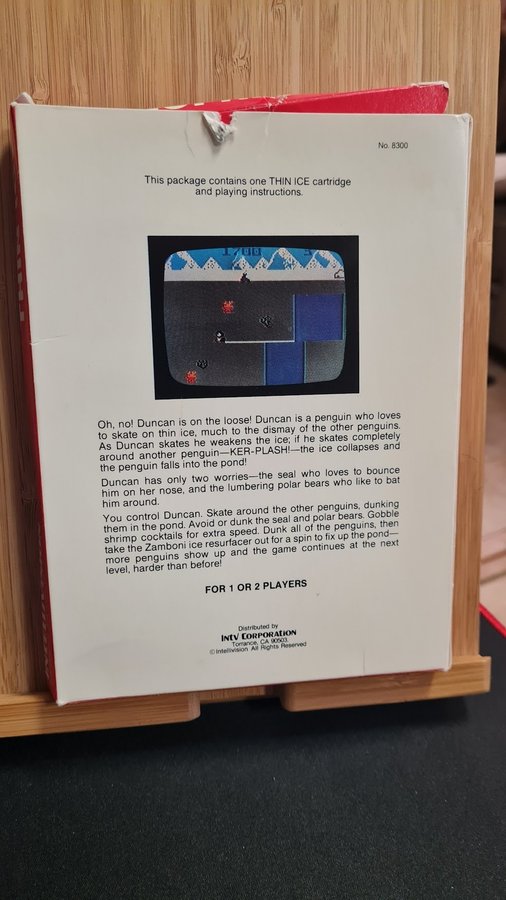 No. 8300
This package contains one THIN ICE cartridge
and playing instructions.
1700
Oh, no! Duncan is on the loose! Duncan is a penguin who loves
to skate on thin ice, much to the dismay of the other penguins.
As Duncan skates he weakens the ice; if he skates completely
around another penguin—KER-PLASH!—the ice collapses and
the penguin falls into the pond!
Duncan has only two worries—the seal who loves to bounce
him on her nose, and the lumbering polar bears who like to bat
him around.
You control Duncan. Skate around the other penguins, dunking
them in the pond. Avoid or dunk the seal and polar bears. Gobble
shrimp cocktails for extra speed. Dunk all of the penguins, then
take the Zamboni ice resurfacer out for a spin to fix up the pond—
more penguins show up and the game continues at the next
level, harder than before!
FOR 1 OR 2 PLAYERS
Distributed by
INTV CORPORATION
Torrance, CA 90503.
© Intellivision All Rights Reserved